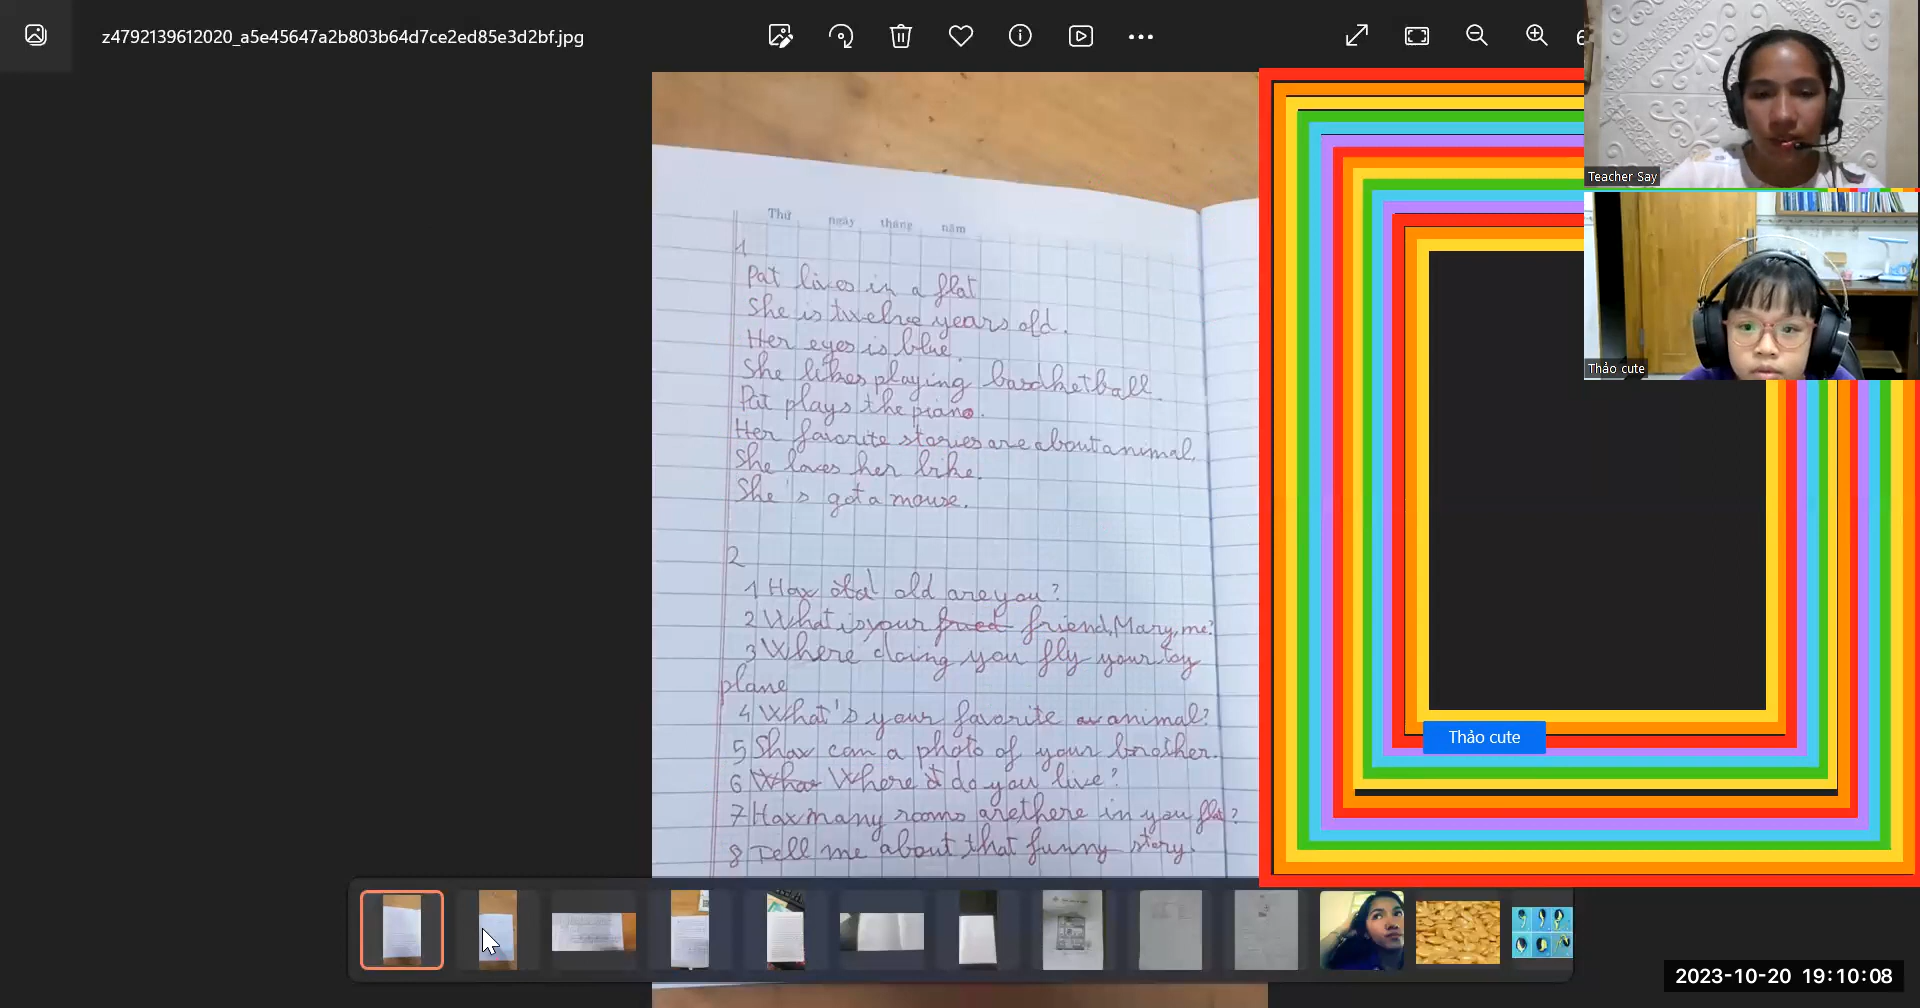 z4792139612020_a5e45647a2b803b64d7ce2ed85e3d2bf.jpg
Teacher Say
Thảo cute
Thứ ngày tháng năm
1
Pat lives in a flat
She is twelve years old.
Her eyes is blue.
She likes playing basdketball.
Pat plays the piano.
Her favorite stories are about animal.
She loves her bike.
She's got a mouse.
2
1 How old are you?
2 What is your fried friend, Mary, me?
3 Where doing you fly your toy
plane
4 What's your favorite animal?
5 Show can a photo of your brother.
6 What Where do you live?
7 How many rooms are there in you flat?
8 Tell me about that funny story.
Thảo cute
2023-10-20 19:10:08